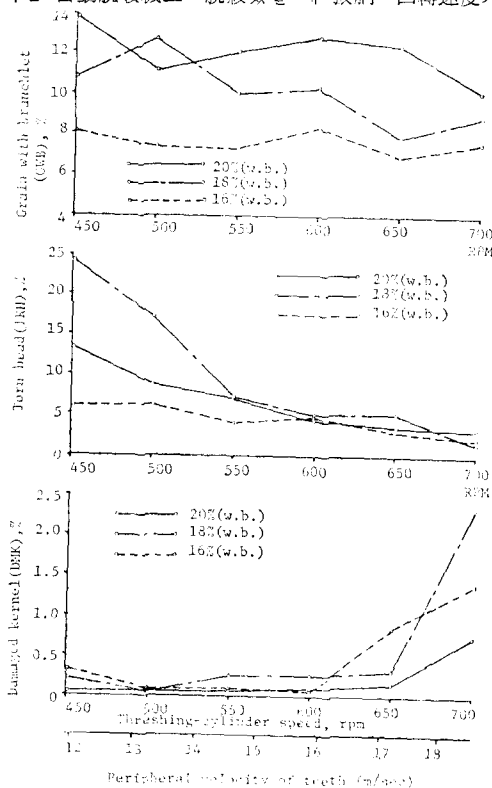 14
12
10
8
6
4
Grain with branchlet
(GWB), %
20%(w.b.)
18%(w.b.)
16%(w.b.)
450 500 550 600 650 700
RPM
25
20
15
10
5
0
Torn head(TRH),%
20%(w.b.)
18%(w.b.)
16%(w.b.)
450 500 550 600 650 700
RPM
2.5
2.0
1.5
1.0
0.5
0
Damaged kernel(DMK),%
20%(w.b.)
18%(w.b.)
16%(w.b.)
450 500 550 600 650 700
Threshing-cylinder speed, rpm
12 13 14 15 16 17 18
Peripheral velocity of teeth (m/sec)